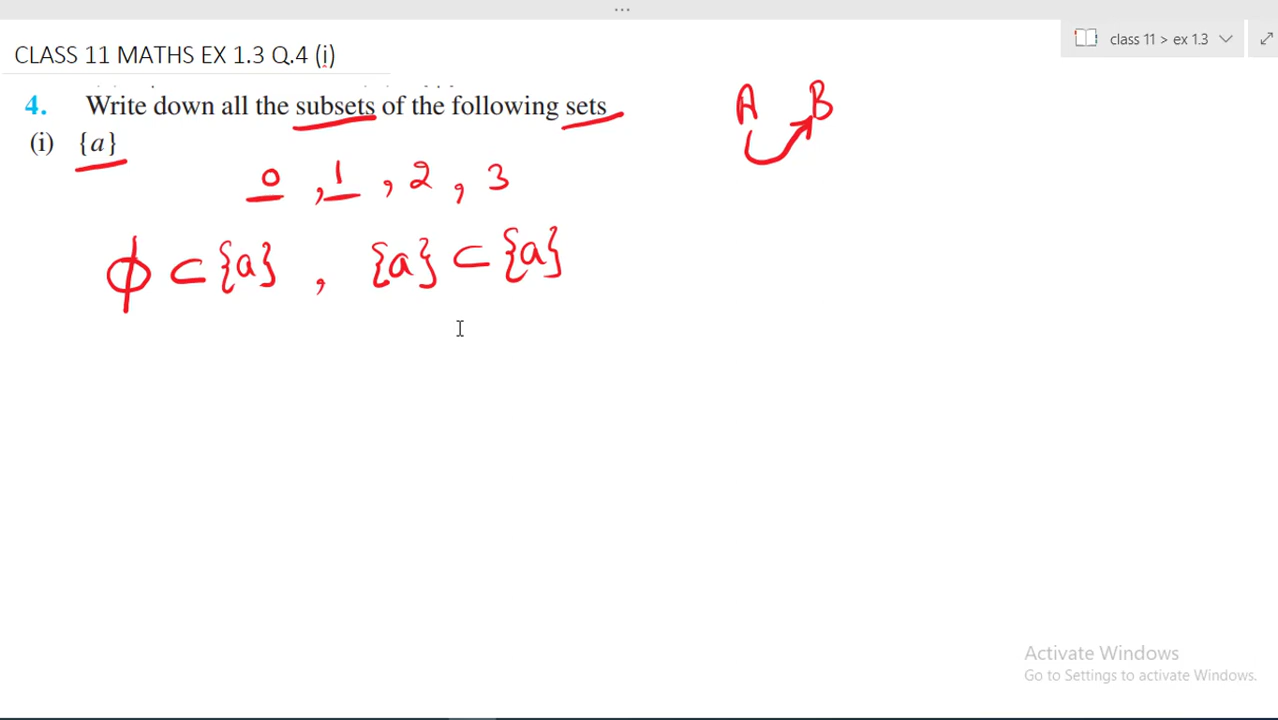 ...
class 11 > ex 1.3
CLASS 11 MATHS EX 1.3 Q.4 (i)
4. Write down all the subsets of the following sets
(i) {a}
A B
0 , 1 , 2 , 3
ϕ ⊂ {a} , {a} ⊂ {a}
Activate Windows
Go to Settings to activate Windows.